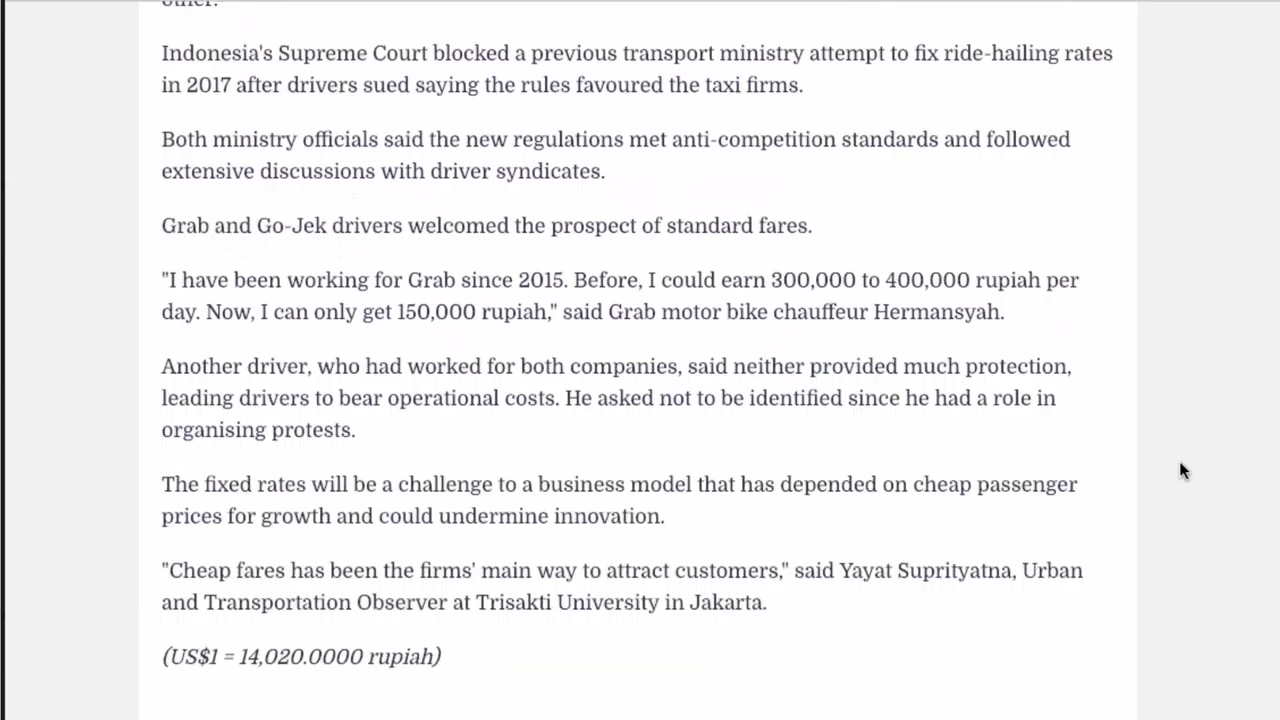 other.
Indonesia's Supreme Court blocked a previous transport ministry attempt to fix ride-hailing rates
in 2017 after drivers sued saying the rules favoured the taxi firms.
Both ministry officials said the new regulations met anti-competition standards and followed
extensive discussions with driver syndicates.
Grab and Go-Jek drivers welcomed the prospect of standard fares.
"I have been working for Grab since 2015. Before, I could earn 300,000 to 400,000 rupiah per
day. Now, I can only get 150,000 rupiah," said Grab motor bike chauffeur Hermansyah.
Another driver, who had worked for both companies, said neither provided much protection,
leading drivers to bear operational costs. He asked not to be identified since he had a role in
organising protests.
The fixed rates will be a challenge to a business model that has depended on cheap passenger
prices for growth and could undermine innovation.
"Cheap fares has been the firms' main way to attract customers," said Yayat Suprityatna, Urban
and Transportation Observer at Trisakti University in Jakarta.
(US$1 = 14,020.0000 rupiah)